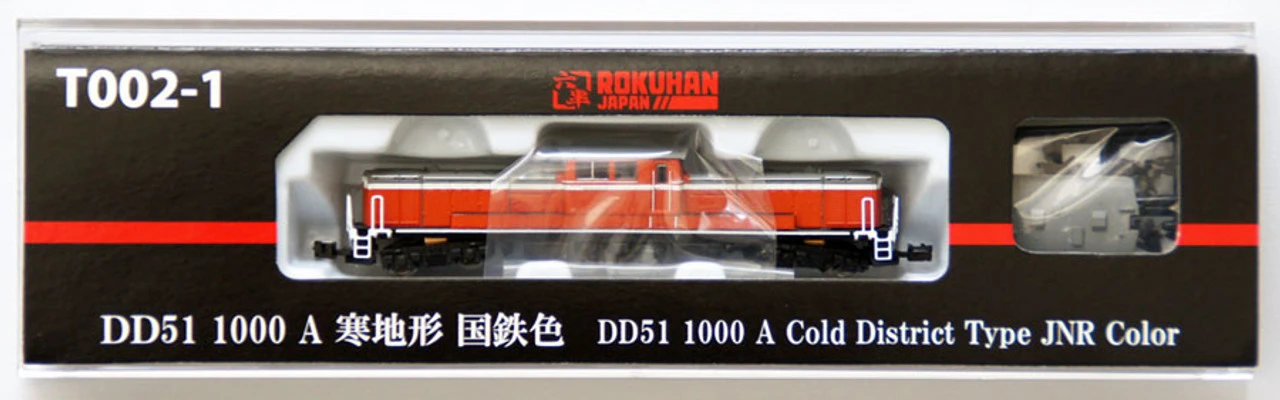 T002-1
ROKUHAN
JAPAN
DD51 1000 A 寒地形 国鉄色 DD51 1000 A Cold District Type JNR Color